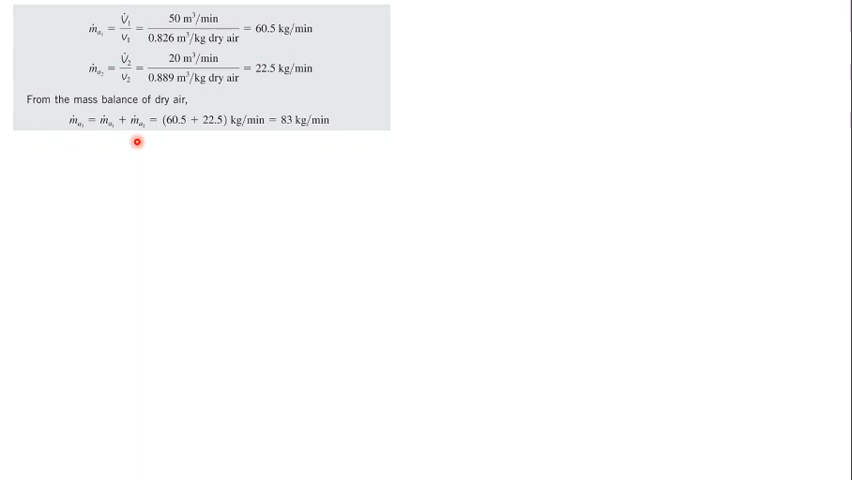 ṁa₁ = V̇₁/v₁ = 50 m³/min / 0.826 m³/kg dry air = 60.5 kg/min
ṁa₂ = V̇₂/v₂ = 20 m³/min / 0.889 m³/kg dry air = 22.5 kg/min
From the mass balance of dry air,
ṁa₃ = ṁa₁ + ṁa₂ = (60.5 + 22.5) kg/min = 83 kg/min